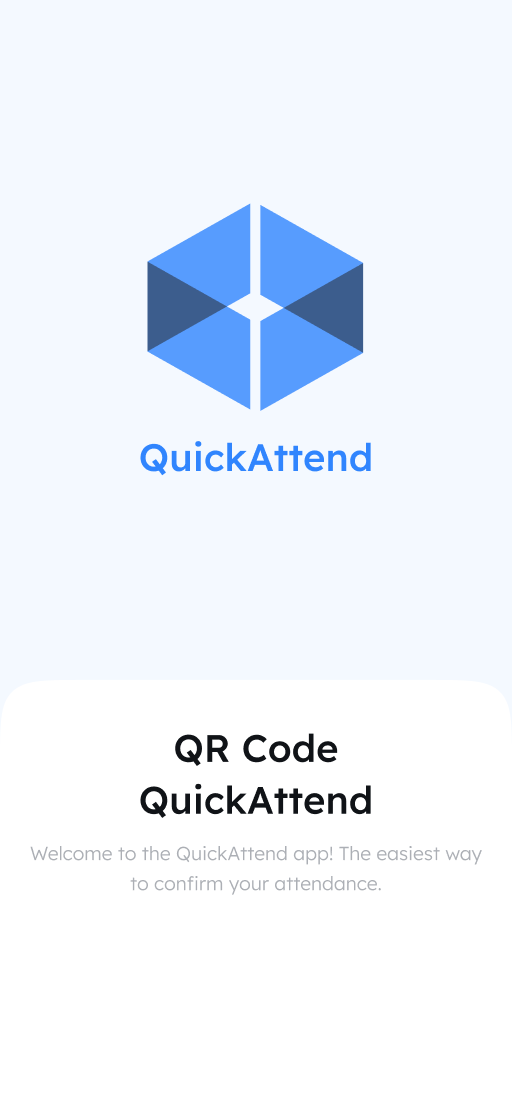 QuickAttend
QR Code
QuickAttend
Welcome to the QuickAttend app! The easiest way
to confirm your attendance.